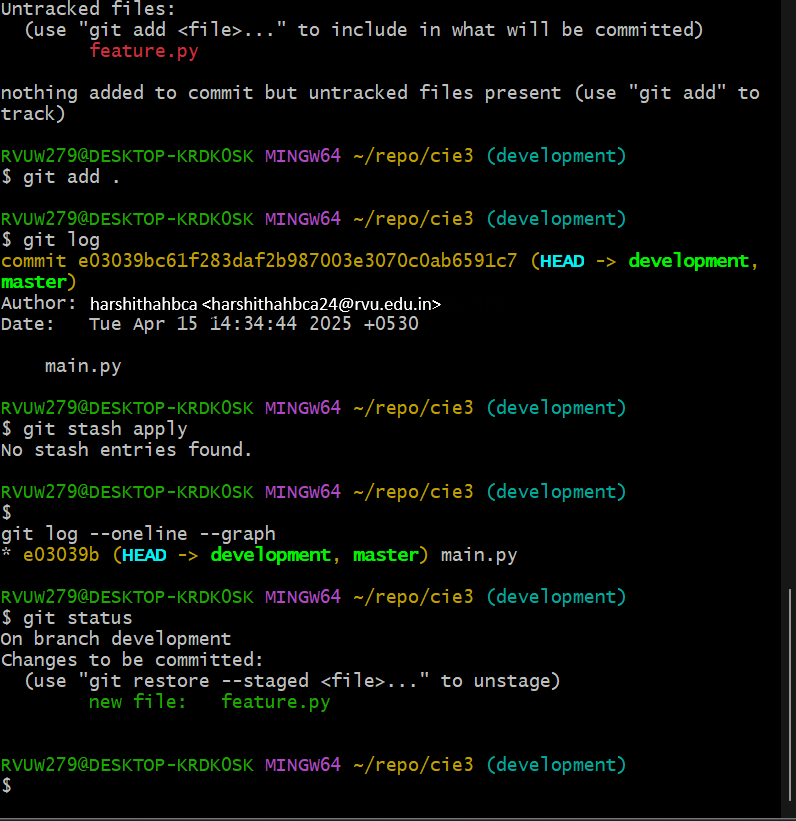 Untracked files:
  (use "git add <file>..." to include in what will be committed)
        feature.py

nothing added to commit but untracked files present (use "git add" to
track)

RVUW279@DESKTOP-KRDK0SK MINGW64 ~/repo/cie3 (development)
$ git add .

RVUW279@DESKTOP-KRDK0SK MINGW64 ~/repo/cie3 (development)
$ git log
commit e03039bc61f283daf2b987003e3070c0ab6591c7 (HEAD -> development,
master)
Author: harshithahbca <harshithahbca24@rvu.edu.in>
Date:   Tue Apr 15 14:34:44 2025 +0530

    main.py

RVUW279@DESKTOP-KRDK0SK MINGW64 ~/repo/cie3 (development)
$ git stash apply
No stash entries found.

RVUW279@DESKTOP-KRDK0SK MINGW64 ~/repo/cie3 (development)
$
git log --oneline --graph
* e03039b (HEAD -> development, master) main.py

RVUW279@DESKTOP-KRDK0SK MINGW64 ~/repo/cie3 (development)
$ git status
On branch development
Changes to be committed:
  (use "git restore --staged <file>..." to unstage)
        new file:   feature.py


RVUW279@DESKTOP-KRDK0SK MINGW64 ~/repo/cie3 (development)
$